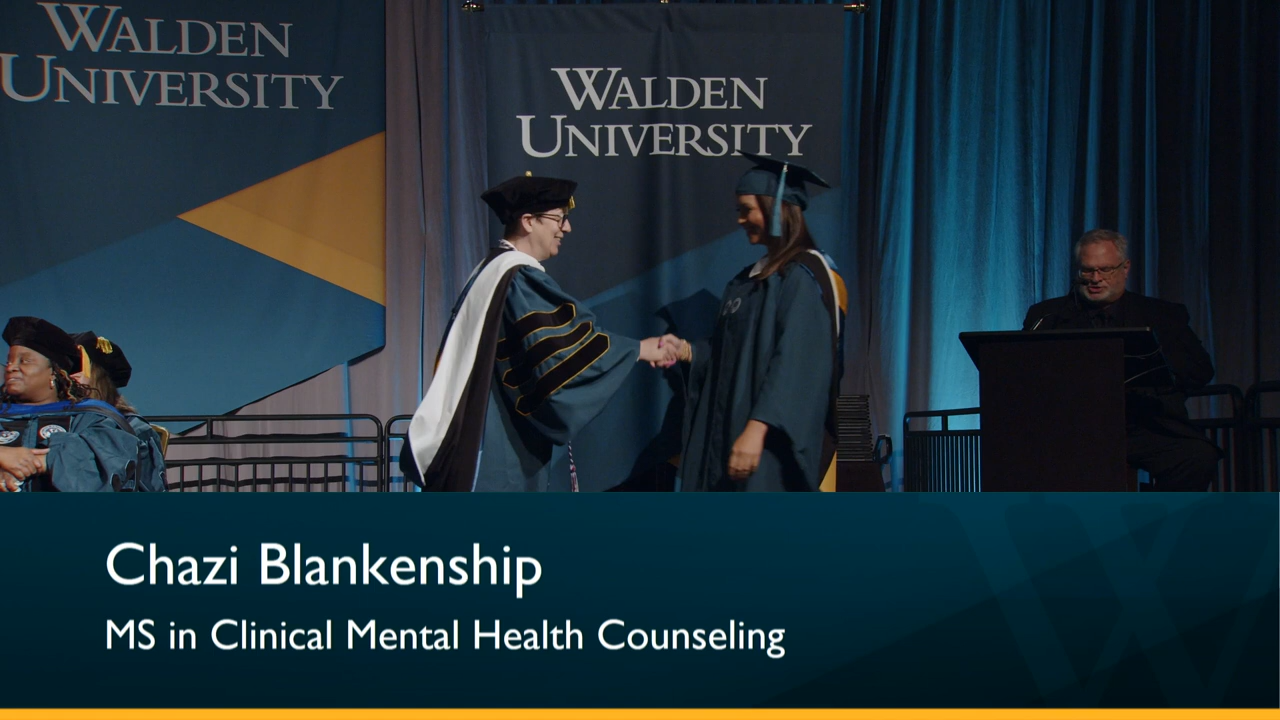 WALDEN
UNIVERSITY
WALDEN
UNIVERSITY
Chazi Blankenship
MS in Clinical Mental Health Counseling